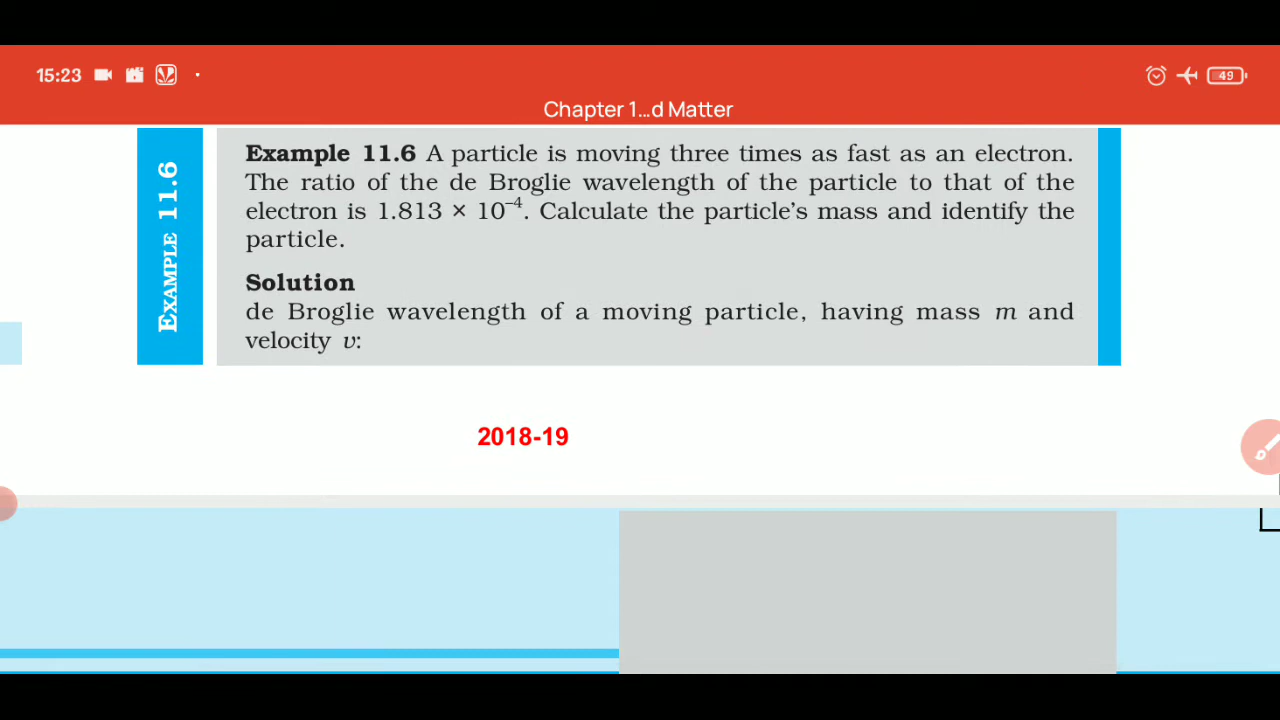 15:23
49
Chapter 1...d Matter
EXAMPLE 11.6
Example 11.6 A particle is moving three times as fast as an electron.
The ratio of the de Broglie wavelength of the particle to that of the
electron is 1.813 × 10⁻⁴. Calculate the particle's mass and identify the
particle.
Solution
de Broglie wavelength of a moving particle, having mass m and
velocity v:
2018-19